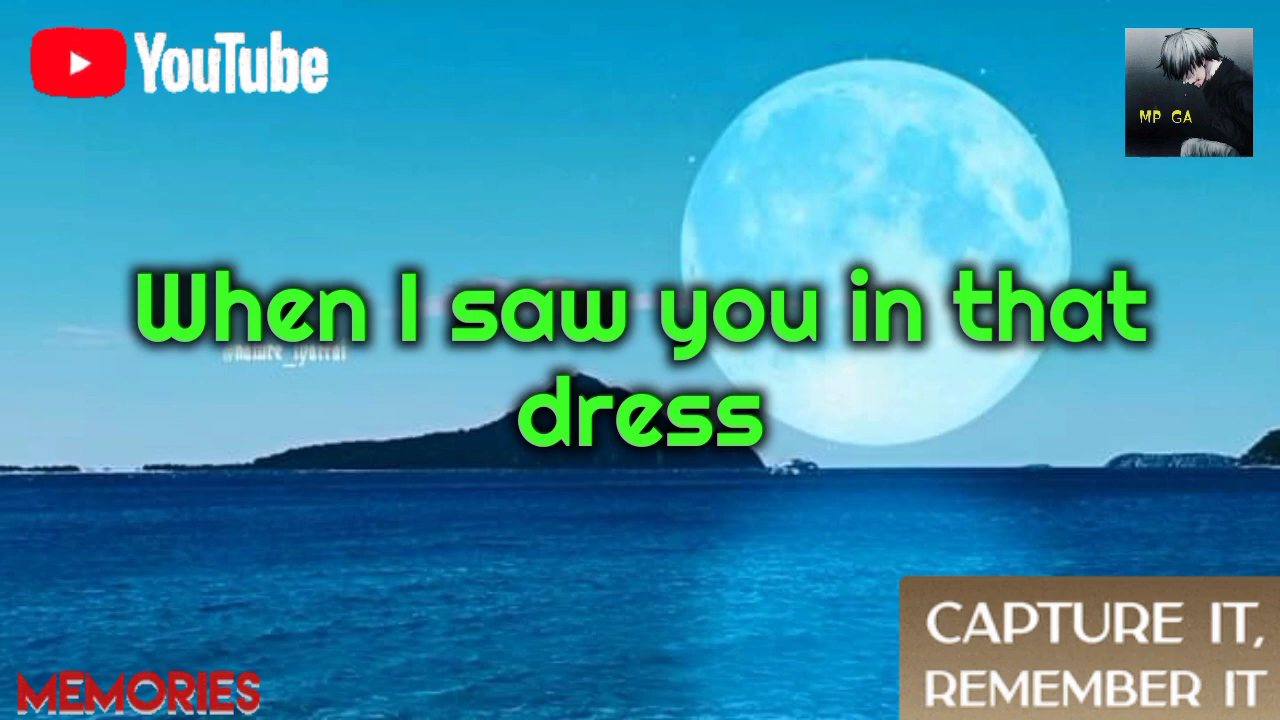 YouTube
MP GA
When I saw you in that
dress
CAPTURE IT,
REMEMBER IT
MEMORIES